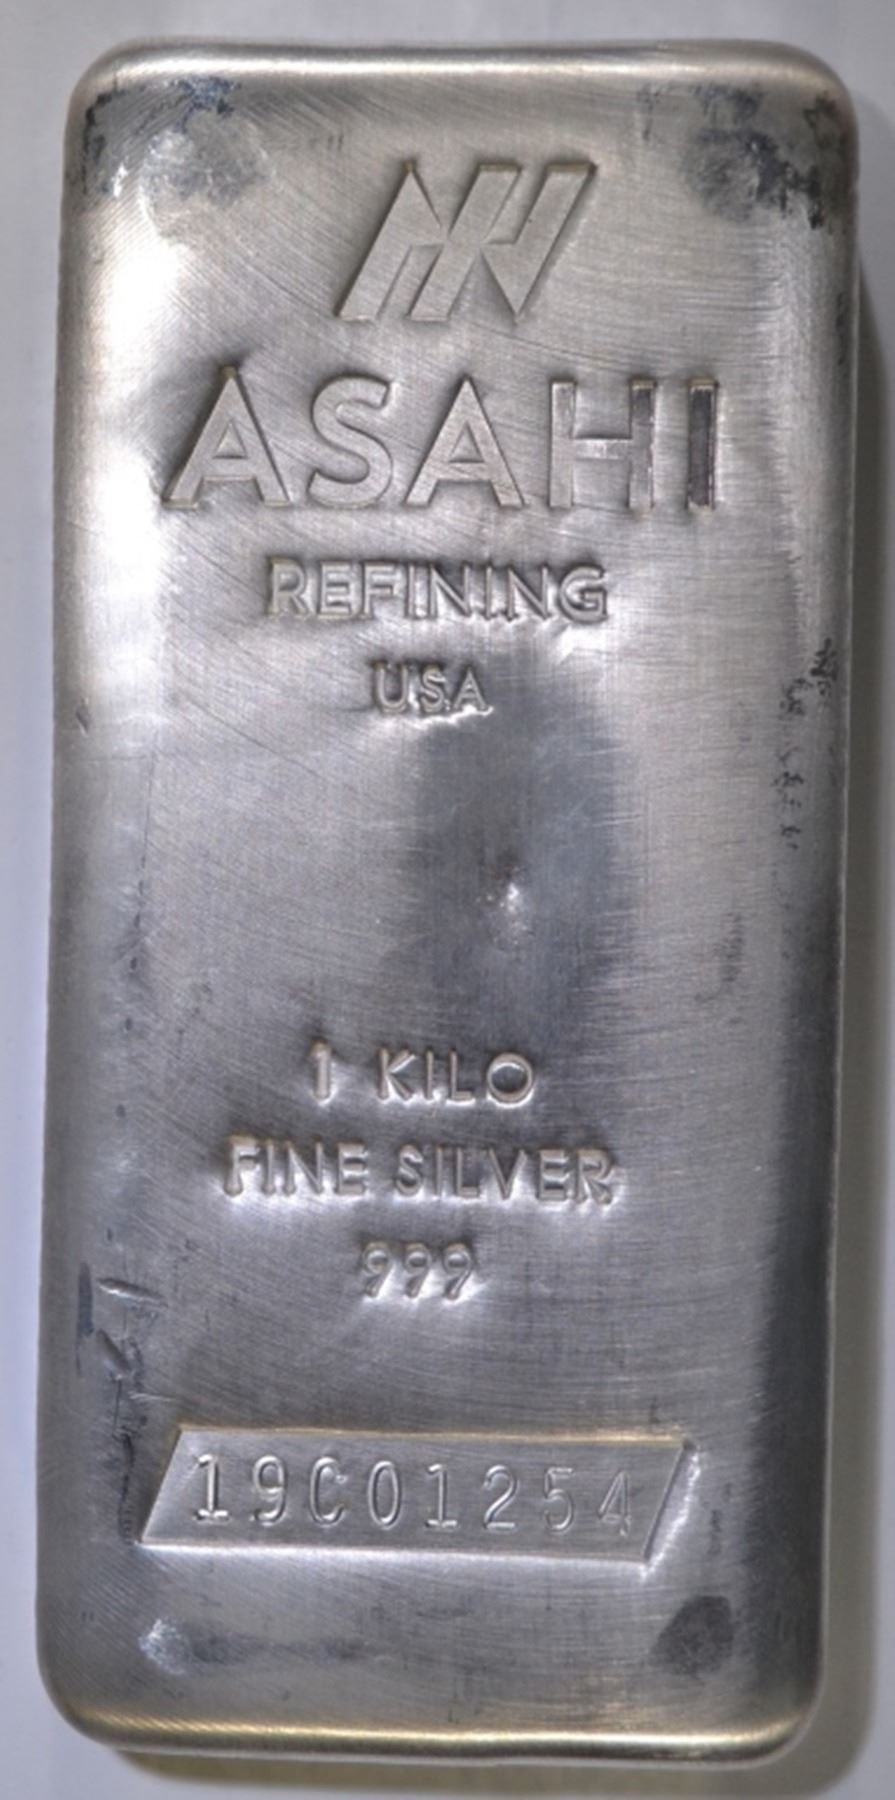 ASAHI
REFINING
USA
1 KILO
FINE SILVER
999
19C01254